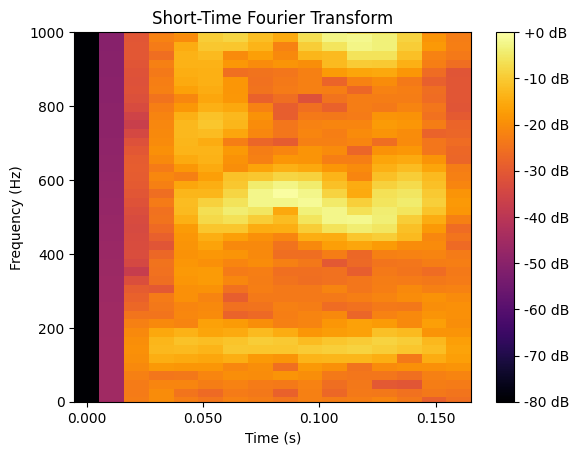 Short-Time Fourier Transform
1000
800
600
400
200
0
Frequency (Hz)
0.000
0.050
0.100
0.150
Time (s)
+0 dB
-10 dB
-20 dB
-30 dB
-40 dB
-50 dB
-60 dB
-70 dB
-80 dB